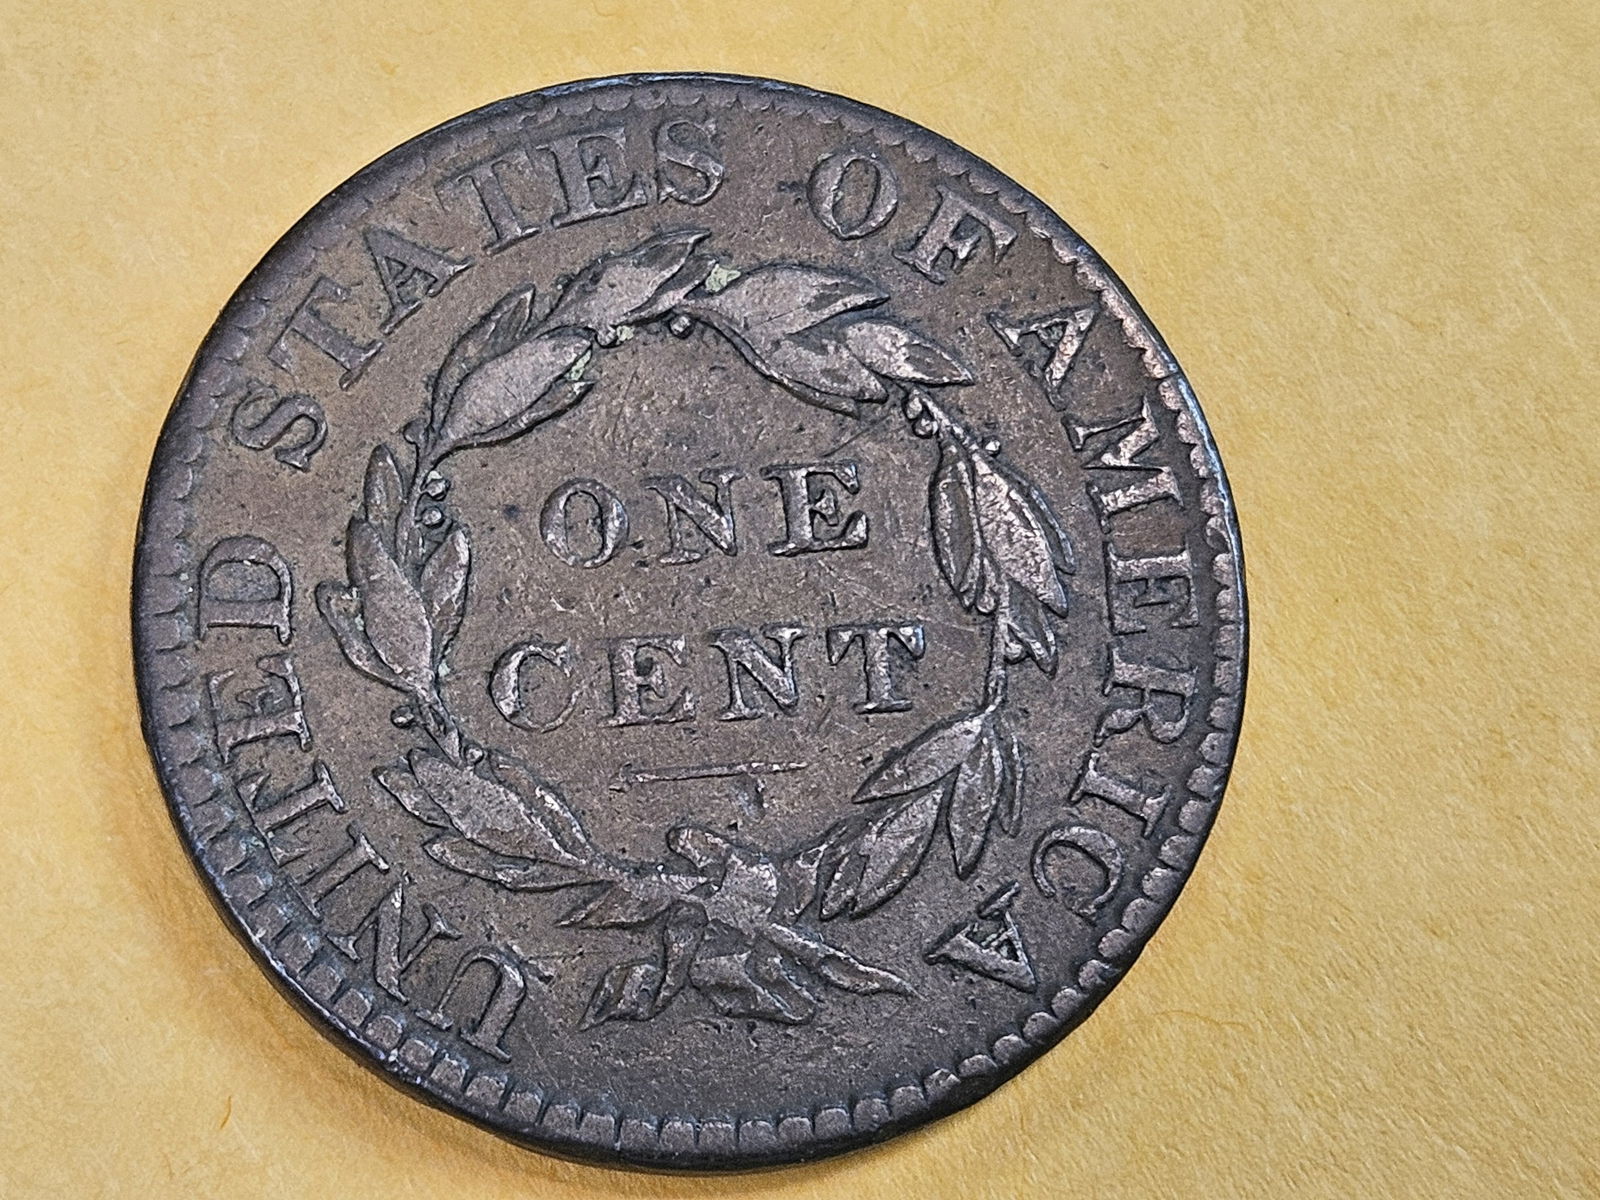 UNITED STATES OF AMERICA
ONE
CENT